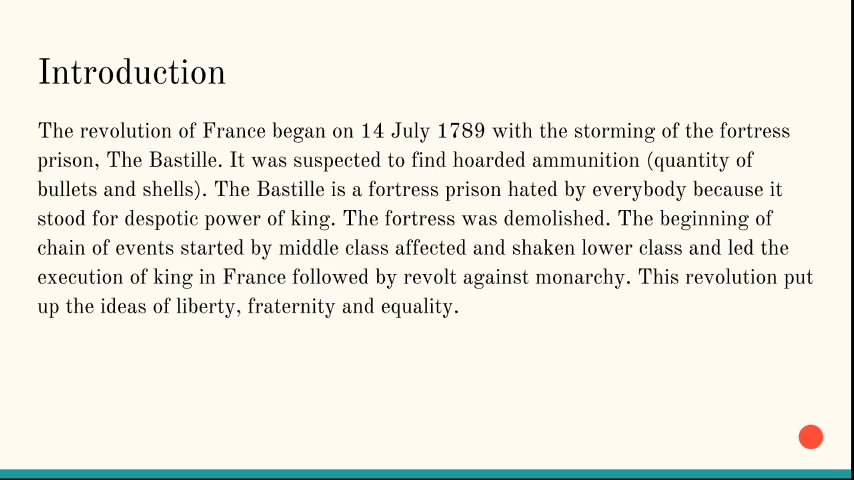 Introduction
The revolution of France began on 14 July 1789 with the storming of the fortress
prison, The Bastille. It was suspected to find hoarded ammunition (quantity of
bullets and shells). The Bastille is a fortress prison hated by everybody because it
stood for despotic power of king. The fortress was demolished. The beginning of
chain of events started by middle class affected and shaken lower class and led the
execution of king in France followed by revolt against monarchy. This revolution put
up the ideas of liberty, fraternity and equality.